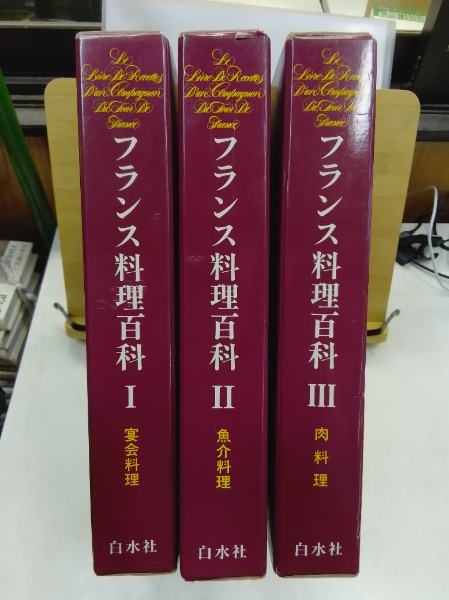 Le
Livre De Recettes
D'un Compagnon
Du Tour De
France
フランス料理百科 I
宴会料理
白水社
Le
Livre De Recettes
D'un Compagnon
Du Tour De
France
フランス料理百科 II
魚介料理
白水社
Le
Livre De Recettes
D'un Compagnon
Du Tour De
France
フランス料理百科 III
肉料理
白水社